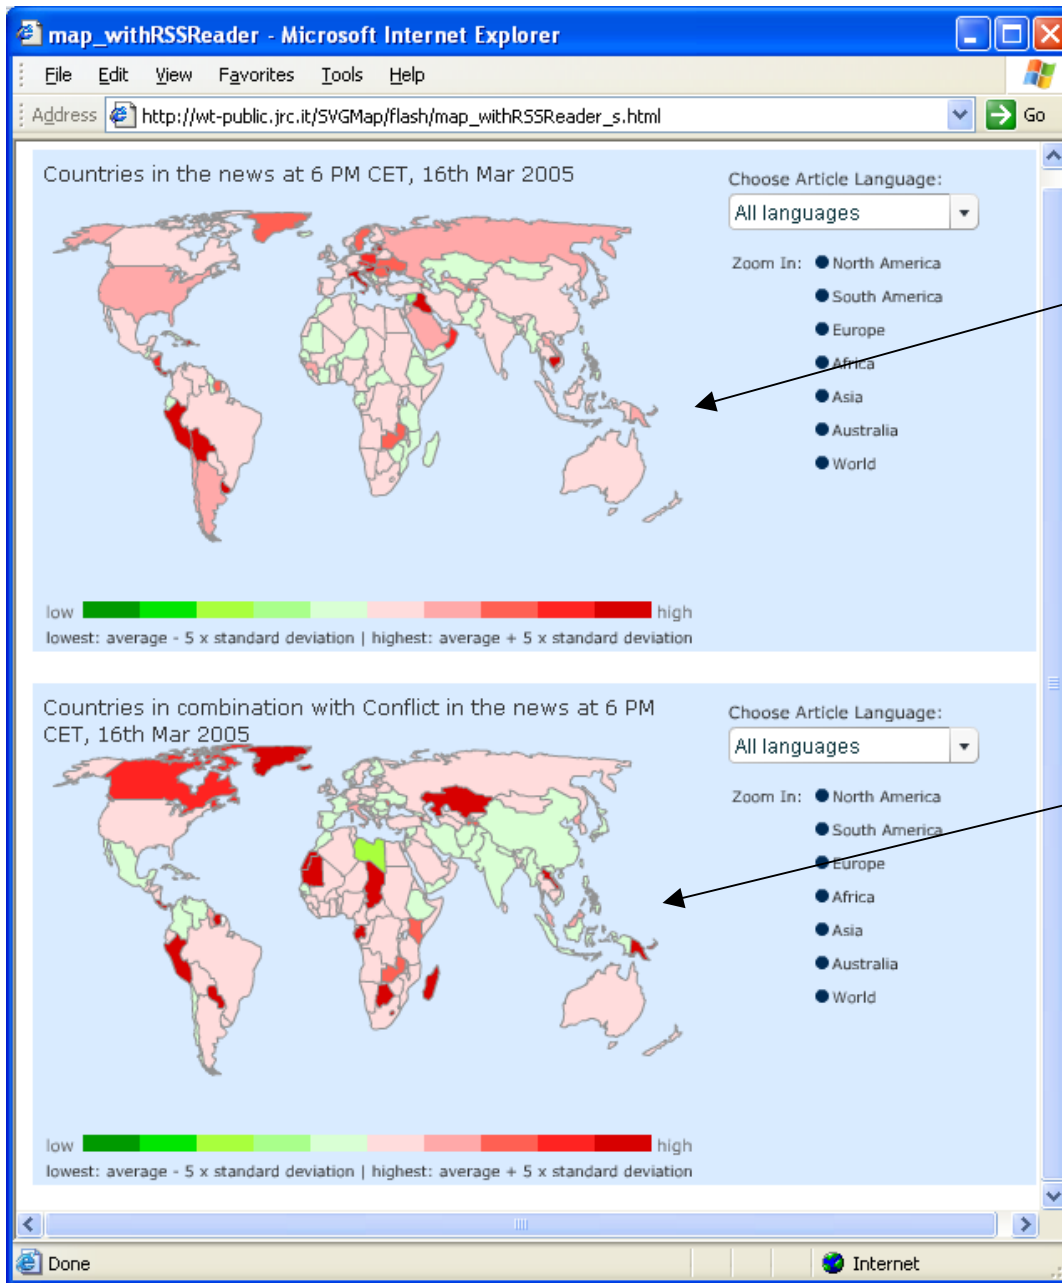 map_withRSSReader - Microsoft Internet Explorer
File Edit View Favorites Tools Help
Address http://wt-public.jrc.it/SVGMap/flash/map_withRSSReader_s.html Go
Countries in the news at 6 PM CET, 16th Mar 2005
Choose Article Language:
All languages
Zoom In: North America
South America
Europe
Africa
Asia
Australia
World
low high
lowest: average - 5 x standard deviation | highest: average + 5 x standard deviation
Countries in combination with Conflict in the news at 6 PM
CET, 16th Mar 2005
Choose Article Language:
All languages
Zoom In: North America
South America
Europe
Africa
Asia
Australia
World
low high
lowest: average - 5 x standard deviation | highest: average + 5 x standard deviation
Done Internet